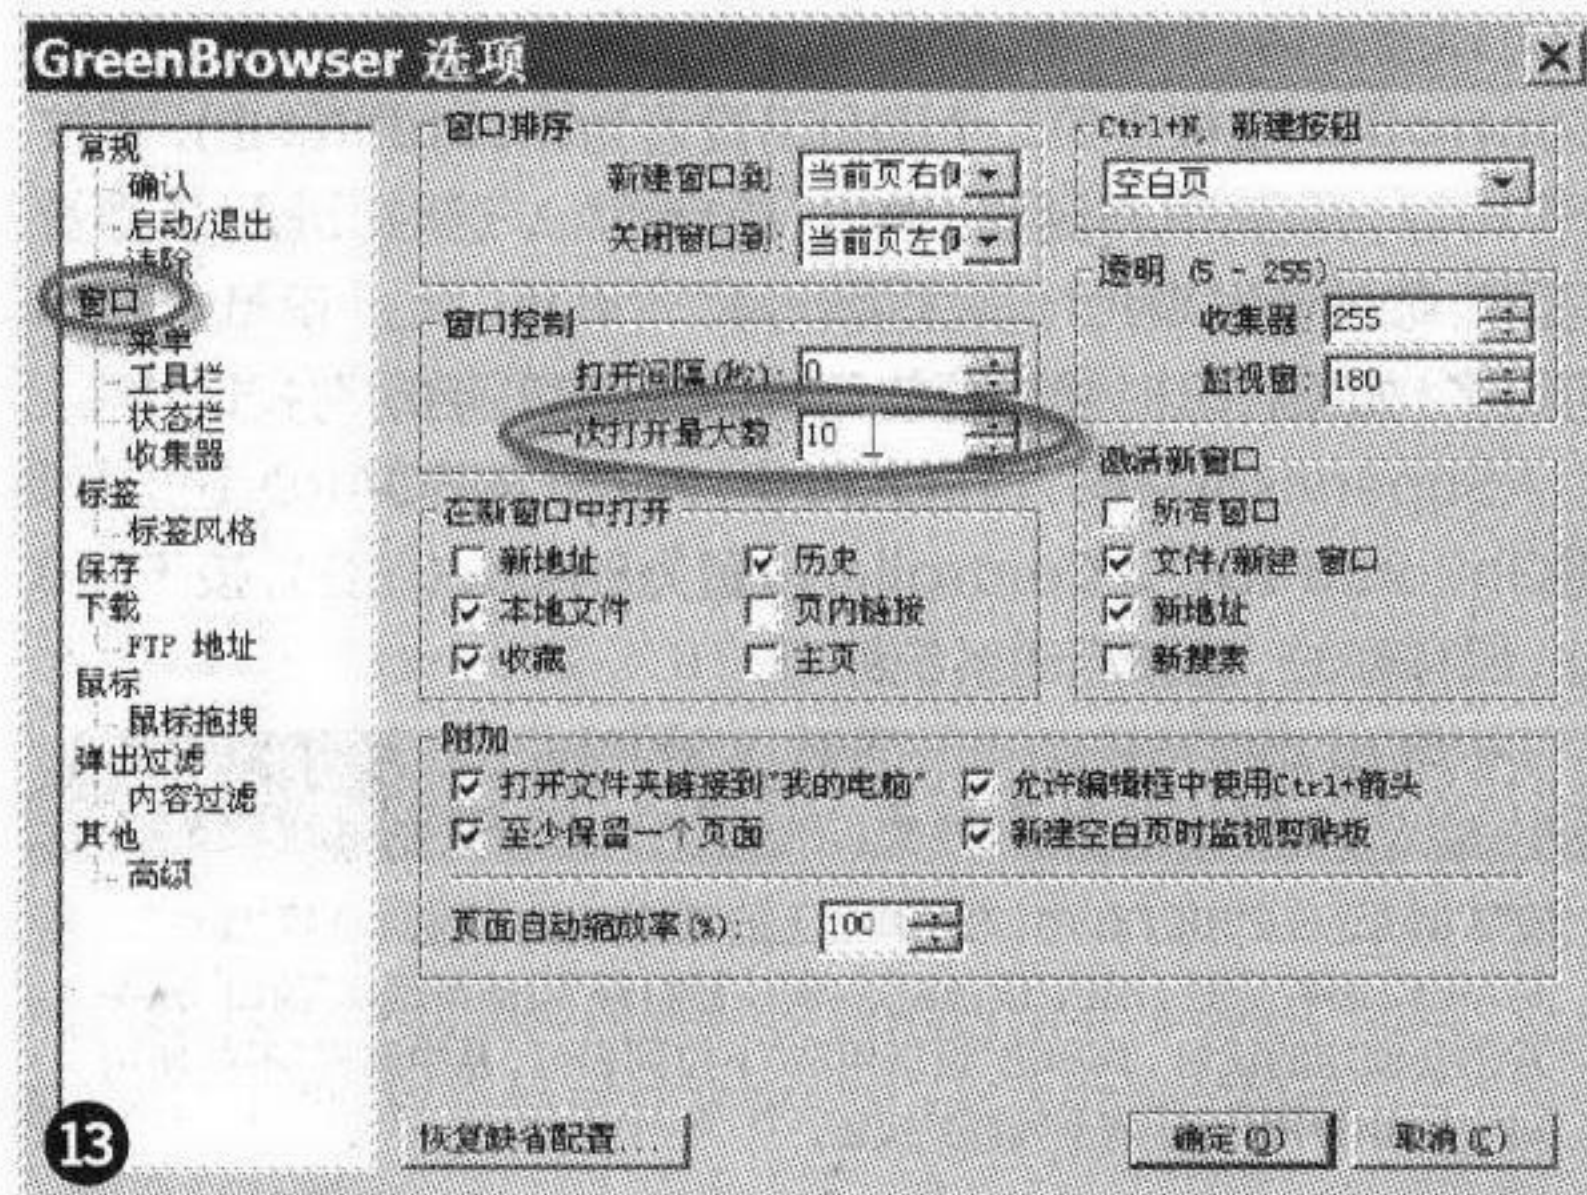 GreenBrowser 选项
常规
确认
启动/退出
清除
窗口
菜单
工具栏
状态栏
收集器
标签
标签风格
保存
下载
FTP 地址
鼠标
鼠标拖拽
弹出过滤
内容过滤
其他
高级
窗口排序
新建窗口到: 当前页右侧
关闭窗口到: 当前页左侧
窗口控制
打开间隔(秒): 0
一次打开最大数: 10
在新窗口中打开
新地址 历史
本地文件 页内链接
收藏 主页
Ctrl+N, 新建按钮
空白页
透明 (5 - 255)
收集器: 255
监视窗: 180
激活新窗口
所有窗口
文件/新建 窗口
新地址
新搜索
附加
打开文件夹链接到"我的电脑" 允许编辑框中使用Ctrl+箭头
至少保留一个页面 新建空白页时监视剪贴板
页面自动缩放率(%): 100
恢复缺省配置... 确定(O) 取消(C)
13